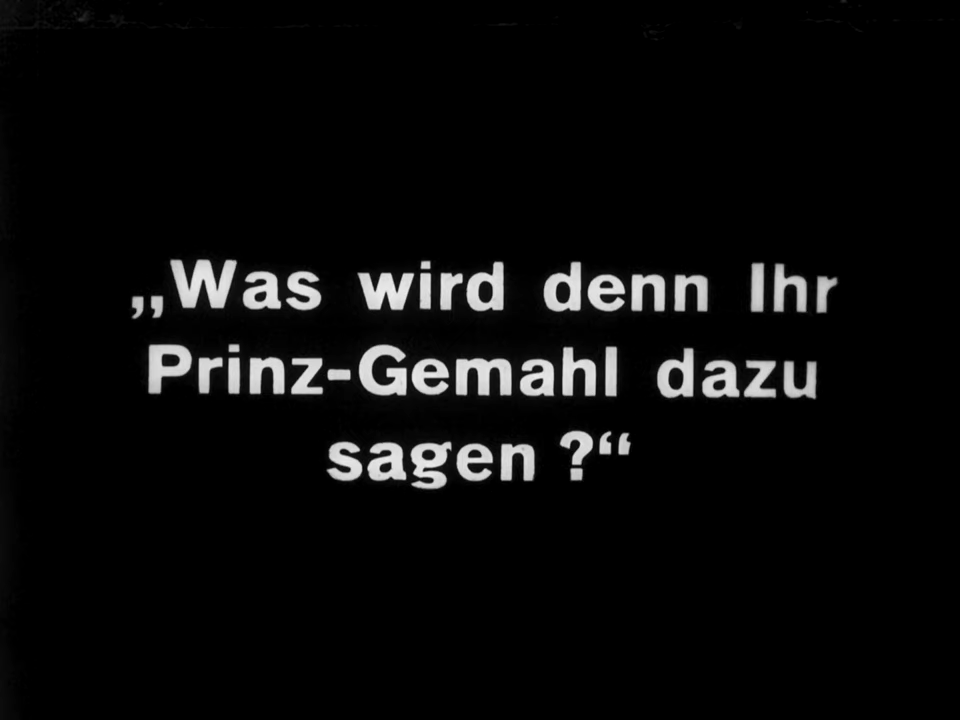 „Was wird denn Ihr
Prinz-Gemahl dazu
sagen ?“